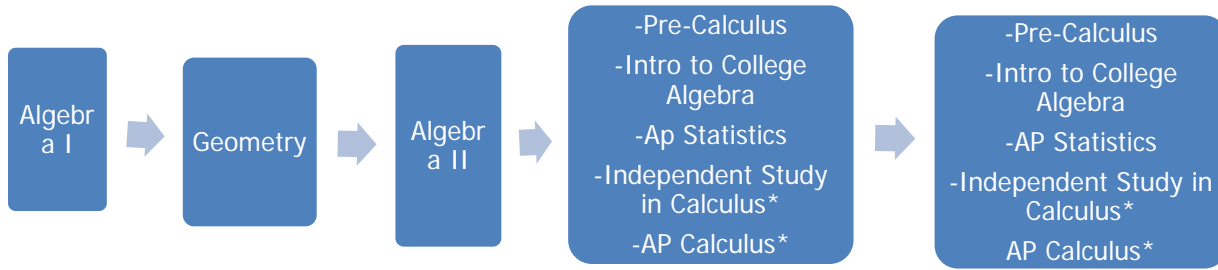 Algebr
a I
Geometry
Algebr
a II
-Pre-Calculus
-Intro to College
Algebra
-Ap Statistics
-Independent Study
in Calculus*
-AP Calculus*
-Pre-Calculus
-Intro to College
Algebra
-AP Statistics
-Independent Study in
Calculus*
AP Calculus*